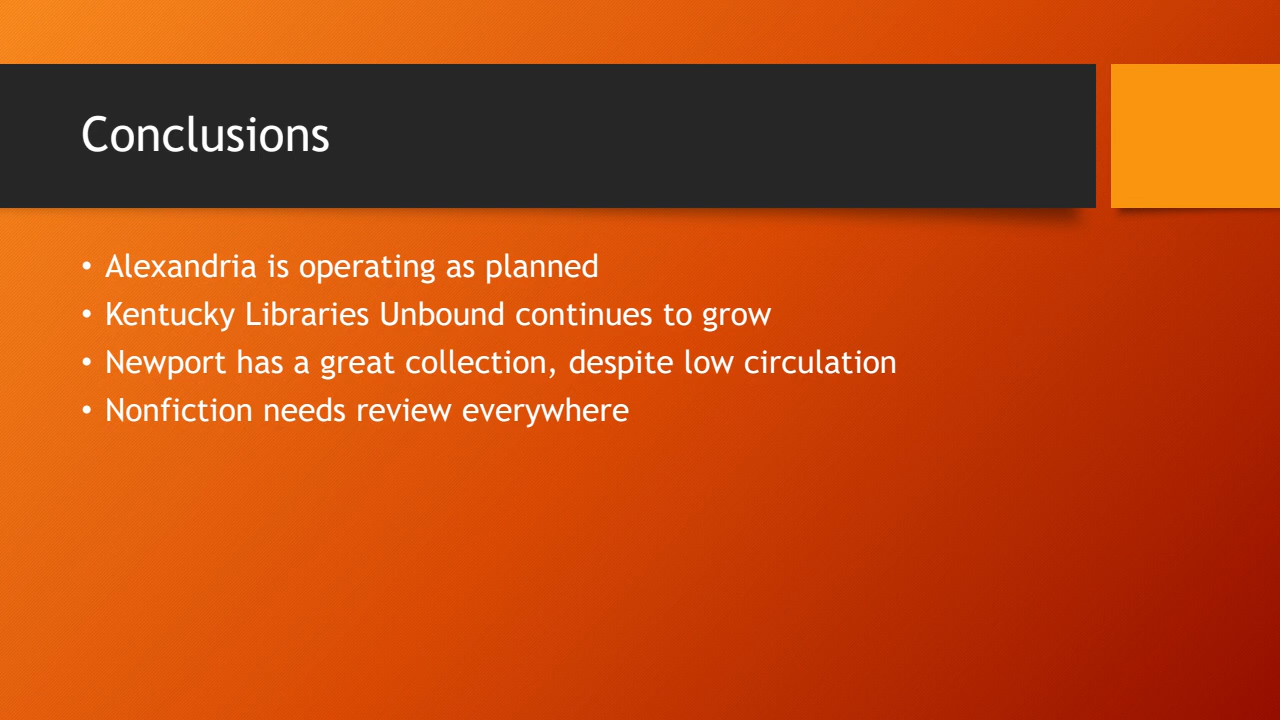 Conclusions
• Alexandria is operating as planned
• Kentucky Libraries Unbound continues to grow
• Newport has a great collection, despite low circulation
• Nonfiction needs review everywhere